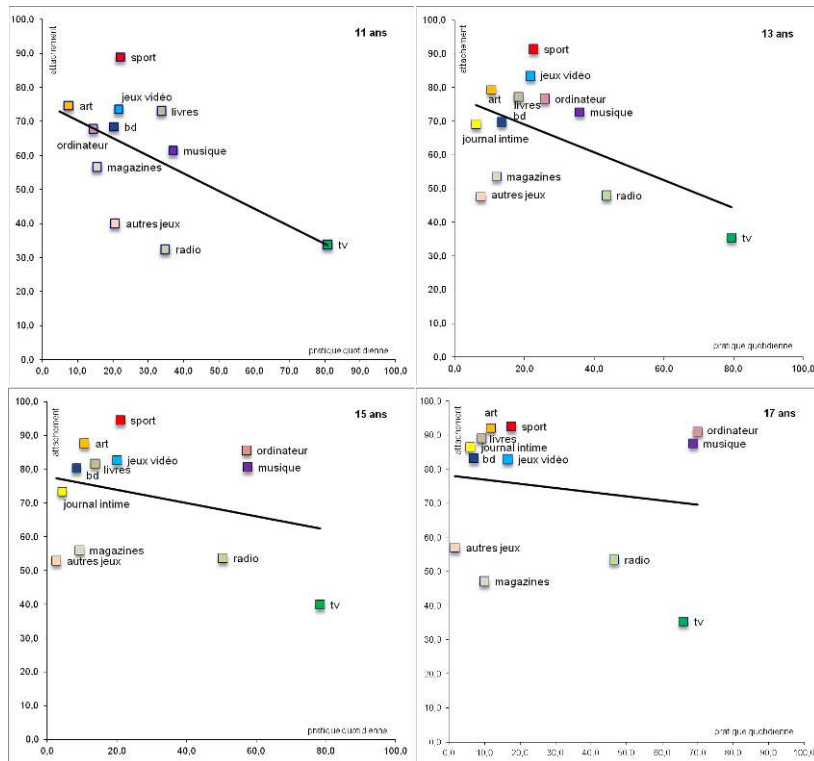 100,0
90,0
80,0
70,0
60,0
50,0
40,0
30,0
20,0
10,0
0,0
attachement
11 ans
sport
art
jeux vidéo
livres
bd
ordinateur
musique
magazines
autres jeux
radio
tv
pratique quotidienne
0,0 10,0 20,0 30,0 40,0 50,0 60,0 70,0 80,0 90,0 100,0
100,0
90,0
80,0
70,0
60,0
50,0
40,0
30,0
20,0
10,0
0,0
attachement
13 ans
sport
jeux vidéo
art
livres
ordinateur
bd
musique
journal intime
magazines
autres jeux
radio
tv
pratique quotidienne
0,0 20,0 40,0 60,0 80,0 100,0
100,0
90,0
80,0
70,0
60,0
50,0
40,0
30,0
20,0
10,0
0,0
attachement
15 ans
sport
art
ordinateur
jeux vidéo
livres
bd
musique
journal intime
magazines
autres jeux
radio
tv
pratique quotidienne
0,0 20,0 40,0 60,0 80,0 100,0
100,0
90,0
80,0
70,0
60,0
50,0
40,0
30,0
20,0
10,0
0,0
attachement
17 ans
art
sport
ordinateur
livres
musique
journal intime
bd
jeux vidéo
autres jeux
radio
magazines
tv
pratique quotidienne
0,0 10,0 20,0 30,0 40,0 50,0 60,0 70,0 80,0 90,0 100,0